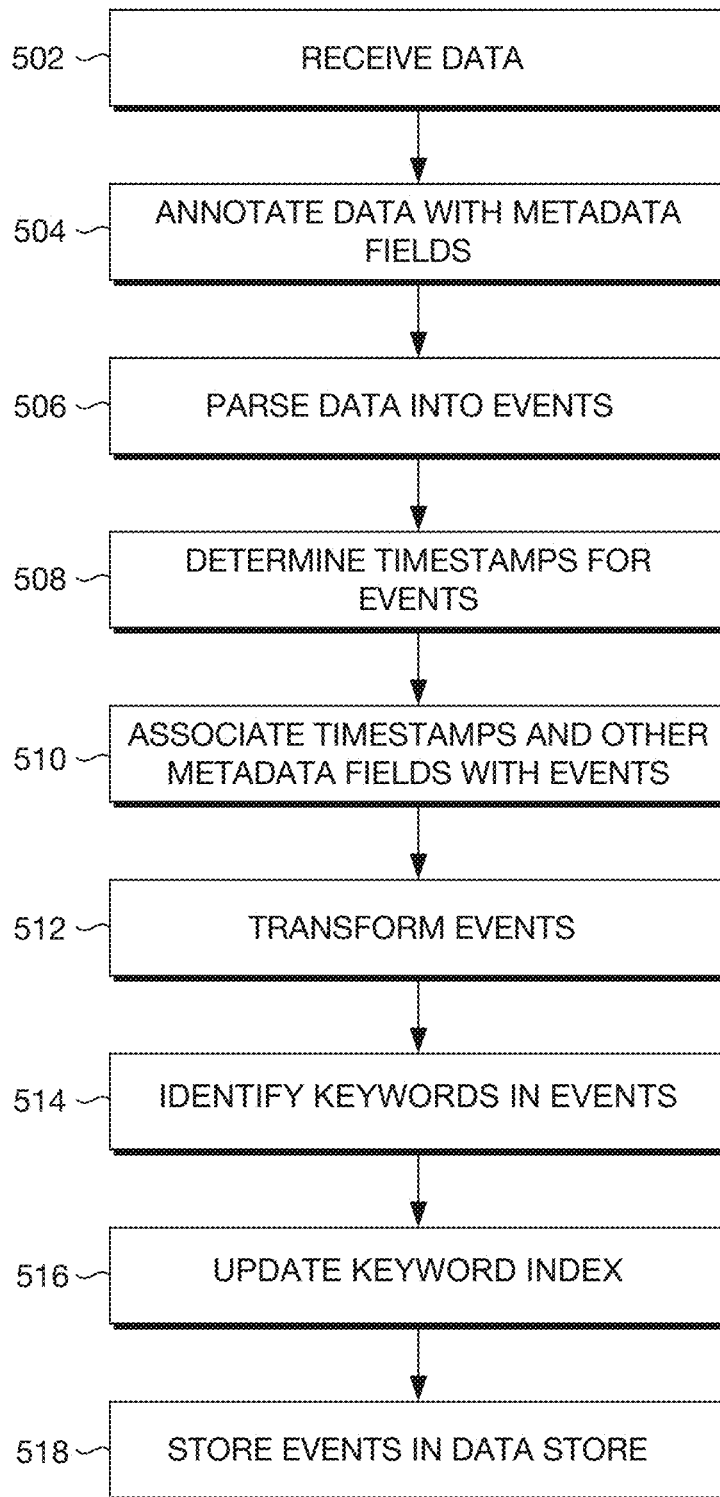 502 RECEIVE DATA
504 ANNOTATE DATA WITH METADATA
FIELDS
506 PARSE DATA INTO EVENTS
508 DETERMINE TIMESTAMPS FOR
EVENTS
510 ASSOCIATE TIMESTAMPS AND OTHER
METADATA FIELDS WITH EVENTS
512 TRANSFORM EVENTS
514 IDENTIFY KEYWORDS IN EVENTS
516 UPDATE KEYWORD INDEX
518 STORE EVENTS IN DATA STORE